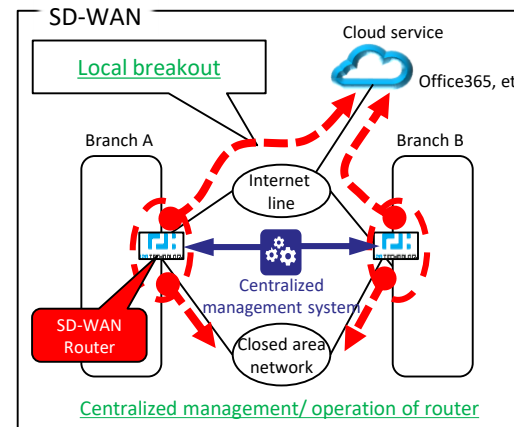 SD-WAN
Cloud service
Local breakout
Office365, et
Branch A
Branch B
Internet
line
Centralized
management system
SD-WAN
Router
Closed area
network
Centralized management/ operation of router